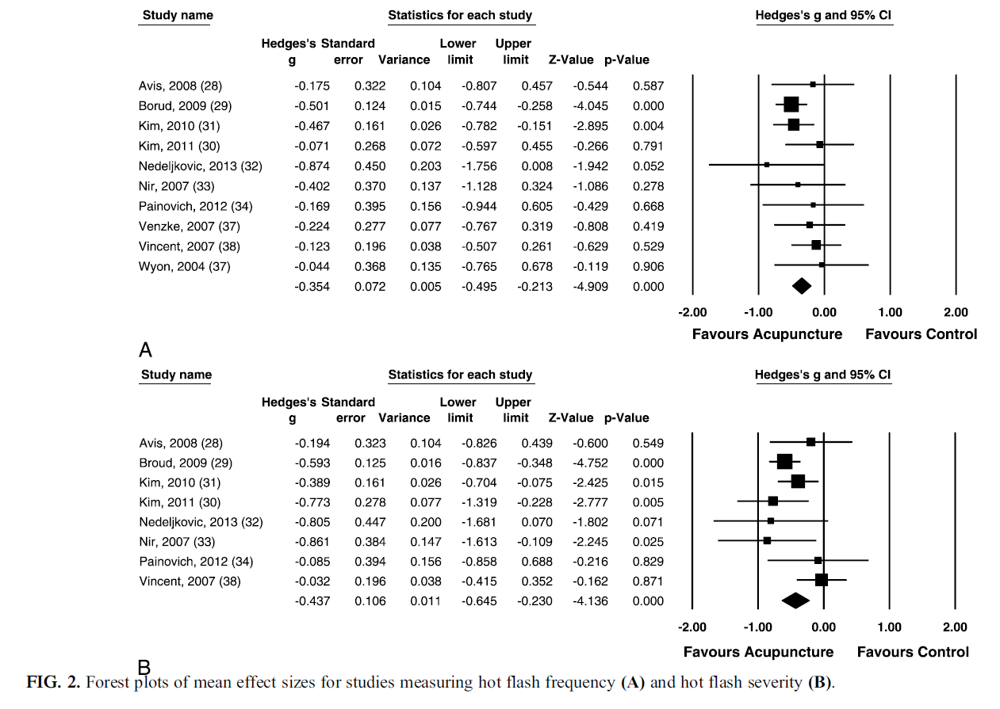 Study name Statistics for each study Hedges's g and 95% CI
Hedges's Standard Lower Upper
g error Variance limit limit Z-Value p-Value
Avis, 2008 (28) -0.175 0.322 0.104 -0.807 0.457 -0.544 0.587
Borud, 2009 (29) -0.501 0.124 0.015 -0.744 -0.258 -4.045 0.000
Kim, 2010 (31) -0.467 0.161 0.026 -0.782 -0.151 -2.895 0.004
Kim, 2011 (30) -0.071 0.268 0.072 -0.597 0.455 -0.266 0.791
Nedeljkovic, 2013 (32) -0.874 0.450 0.203 -1.756 0.008 -1.942 0.052
Nir, 2007 (33) -0.402 0.370 0.137 -1.128 0.324 -1.086 0.278
Painovich, 2012 (34) -0.169 0.395 0.156 -0.944 0.605 -0.429 0.668
Venzke, 2007 (37) -0.224 0.277 0.077 -0.767 0.319 -0.808 0.419
Vincent, 2007 (38) -0.123 0.196 0.038 -0.507 0.261 -0.629 0.529
Wyon, 2004 (37) -0.044 0.368 0.135 -0.765 0.678 -0.119 0.906
-0.354 0.072 0.005 -0.495 -0.213 -4.909 0.000
-2.00 -1.00 0.00 1.00 2.00
Favours Acupuncture Favours Control
A
Study name Statistics for each study Hedges's g and 95% CI
Hedges's Standard Lower Upper
g error Variance limit limit Z-Value p-Value
Avis, 2008 (28) -0.194 0.323 0.104 -0.826 0.439 -0.600 0.549
Broud, 2009 (29) -0.593 0.125 0.016 -0.837 -0.348 -4.752 0.000
Kim, 2010 (31) -0.389 0.161 0.026 -0.704 -0.075 -2.425 0.015
Kim, 2011 (30) -0.773 0.278 0.077 -1.319 -0.228 -2.777 0.005
Nedeljkovic, 2013 (32) -0.805 0.447 0.200 -1.681 0.070 -1.802 0.071
Nir, 2007 (33) -0.861 0.384 0.147 -1.613 -0.109 -2.245 0.025
Painovich, 2012 (34) -0.085 0.394 0.156 -0.858 0.688 -0.216 0.829
Vincent, 2007 (38) -0.032 0.196 0.038 -0.415 0.352 -0.162 0.871
-0.437 0.106 0.011 -0.645 -0.230 -4.136 0.000
-2.00 -1.00 0.00 1.00 2.00
Favours Acupuncture Favours Control
B
FIG. 2. Forest plots of mean effect sizes for studies measuring hot flash frequency (A) and hot flash severity (B).